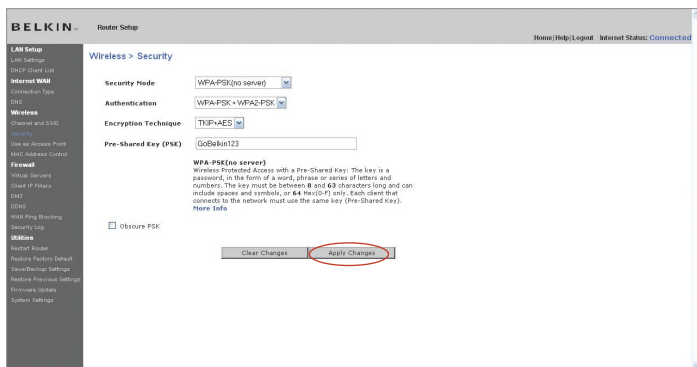 BELKIN.
Router Setup
Home|Help|Logout Internet Status: Connected
LAN Setup
LAN Settings
DHCP Client List
Internet WAN
Connection Type
DNS
Wireless
Channel and SSID
Security
Use as Access Point
MAC Address Control
Firewall
Virtual Servers
Client IP Filters
DMZ
DDNS
WAN Ping Blocking
Security Log
Utilities
Restart Router
Restore Factory Default
Save/Backup Settings
Restore Previous Settings
Firmware Update
System Settings
Wireless > Security
Security Mode WPA-PSK(no server)
Authentication WPA-PSK + WPA2-PSK
Encryption Technique TKIP+AES
Pre-Shared Key (PSK) GoBelkin123
WPA-PSK(no server)
Wireless Protected Access with a Pre-Shared Key: The key is a
password, in the form of a word, phrase or series of letters and
numbers. The key must be between 8 and 63 characters long and can
include spaces and symbols, or 64 Hex(0-F) only. Each client that
connects to the network must use the same key (Pre-Shared Key).
More Info
Obscure PSK
Clear Changes Apply Changes